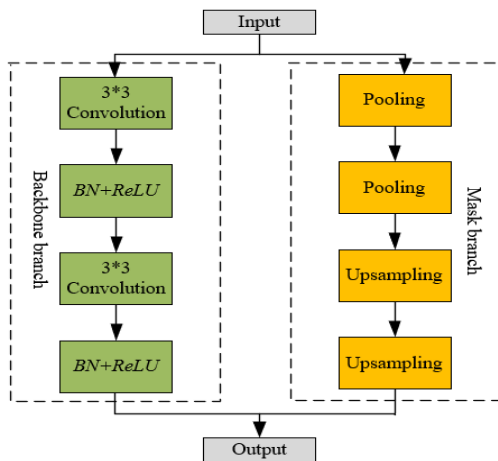 Input
Backbone branch
3*3
Convolution
BN+ReLU
3*3
Convolution
BN+ReLU
Pooling
Pooling
Upsampling
Upsampling
Mask branch
Output